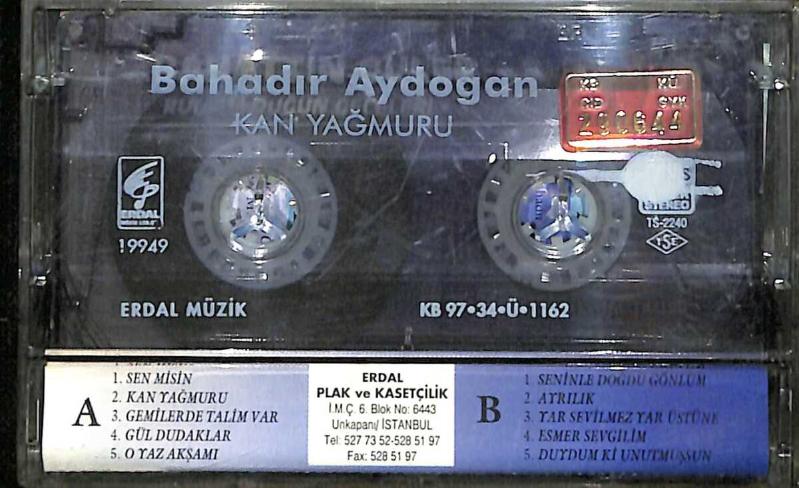 Bahadır Aydoğan
KAN YAĞMURU
KB KÜ
SYK
290644
ERDAL
19949
STEREO
TS-2240
TSE
ERDAL MÜZİK
KB 97•34•Ü•1162
A
1. SEN MİSİN
2. KAN YAĞMURU
3. GEMİLERDE TALİM VAR
4. GÜL DUDAKLAR
5. O YAZ AKŞAMI
ERDAL
PLAK ve KASETÇİLİK
İ.M.Ç. 6. Blok No: 6443
Unkapanı/ İSTANBUL
Tel: 527 73 52-528 51 97
Fax: 528 51 97
B
1. SENİNLE DOĞDU GÖNLÜM
2. AYRILIK
3. YAR SEVİLMEZ YAR ÜSTÜNE
4. ESMER SEVGİLİM
5. DUYDUM Kİ UNUTMUŞSUN